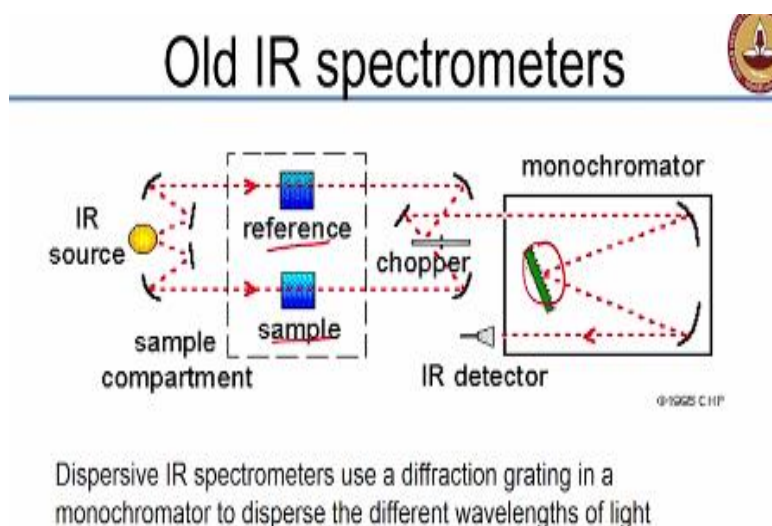 Old IR spectrometers
monochromator
IR
source
reference
chopper
sample
sample
compartment
IR detector
©1995 CHP
Dispersive IR spectrometers use a diffraction grating in a
monochromator to disperse the different wavelengths of light